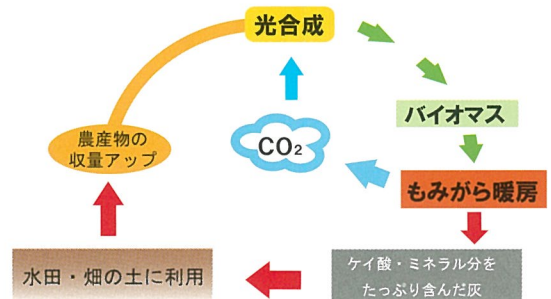 光合成
バイオマス
CO₂
農産物の
収量アップ
もみがら暖房
水田・畑の土に利用
ケイ酸・ミネラル分を
たっぷり含んだ灰